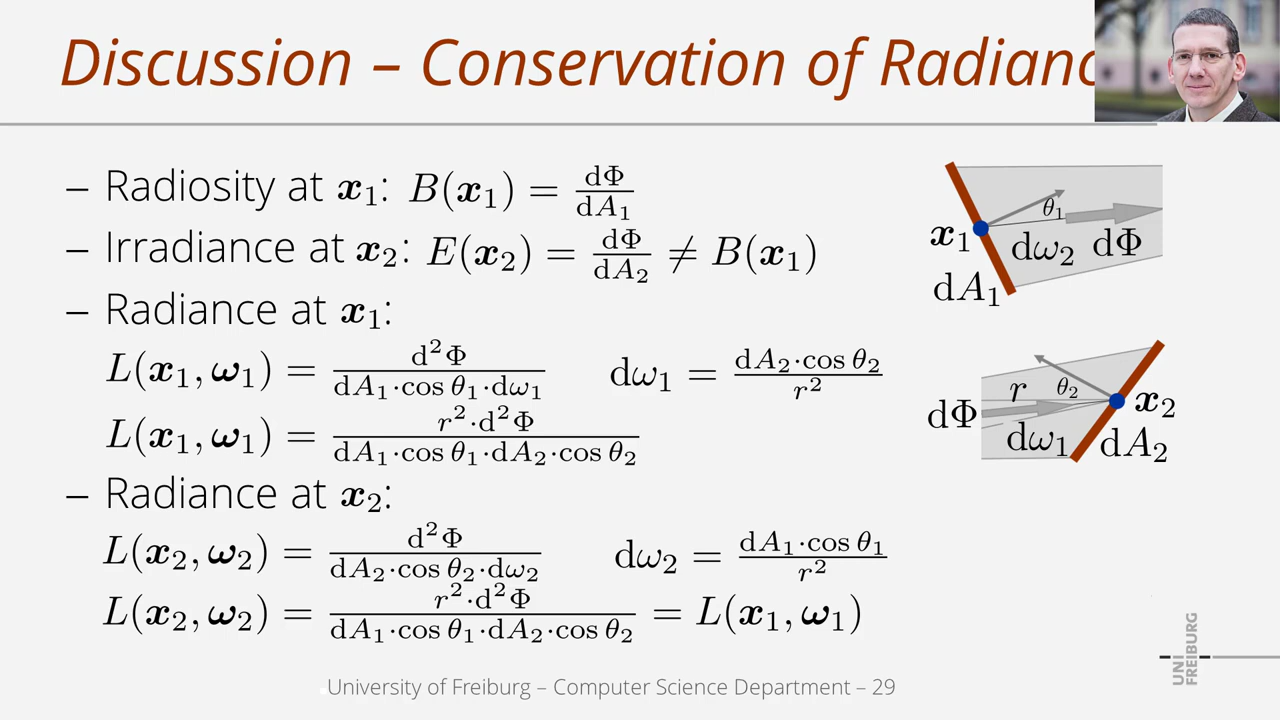 Discussion – Conservation of Radianc
– Radiosity at x₁: B(x₁) = dΦ/dA₁
– Irradiance at x₂: E(x₂) = dΦ/dA₂ ≠ B(x₁)
– Radiance at x₁:
L(x₁, ω₁) = d²Φ/(dA₁·cos θ₁·dω₁) dω₁ = (dA₂·cos θ₂)/r²
L(x₁, ω₁) = (r²·d²Φ)/(dA₁·cos θ₁·dA₂·cos θ₂)
– Radiance at x₂:
L(x₂, ω₂) = d²Φ/(dA₂·cos θ₂·dω₂) dω₂ = (dA₁·cos θ₁)/r²
L(x₂, ω₂) = (r²·d²Φ)/(dA₁·cos θ₁·dA₂·cos θ₂) = L(x₁, ω₁)
θ₁
x₁ dω₂ dΦ
dA₁
r θ₂
dΦ x₂
dω₁ dA₂
UNI
FREIBURG
University of Freiburg – Computer Science Department – 29